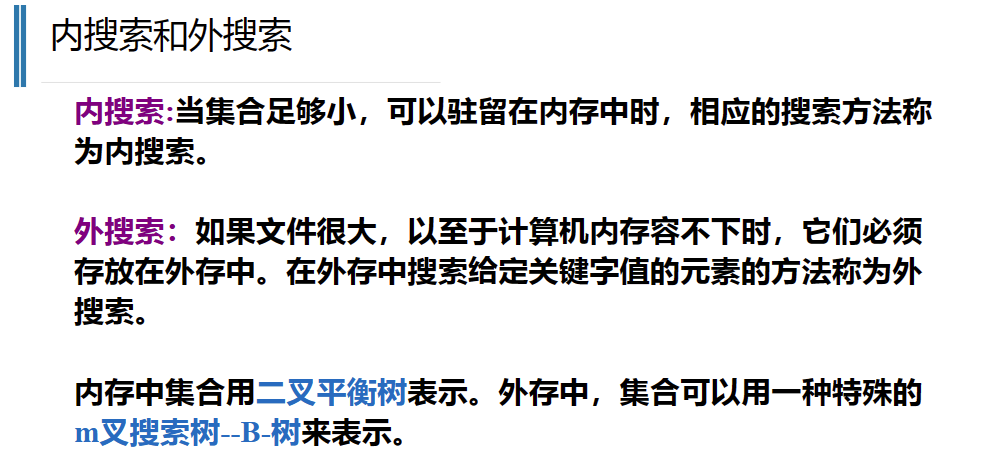 内搜索和外搜索
内搜索:当集合足够小，可以驻留在内存中时，相应的搜索方法称
为内搜索。
外搜索：如果文件很大，以至于计算机内存容不下时，它们必须
存放在外存中。在外存中搜索给定关键字值的元素的方法称为外
搜索。
内存中集合用二叉平衡树表示。外存中，集合可以用一种特殊的
m叉搜索树--B-树来表示。